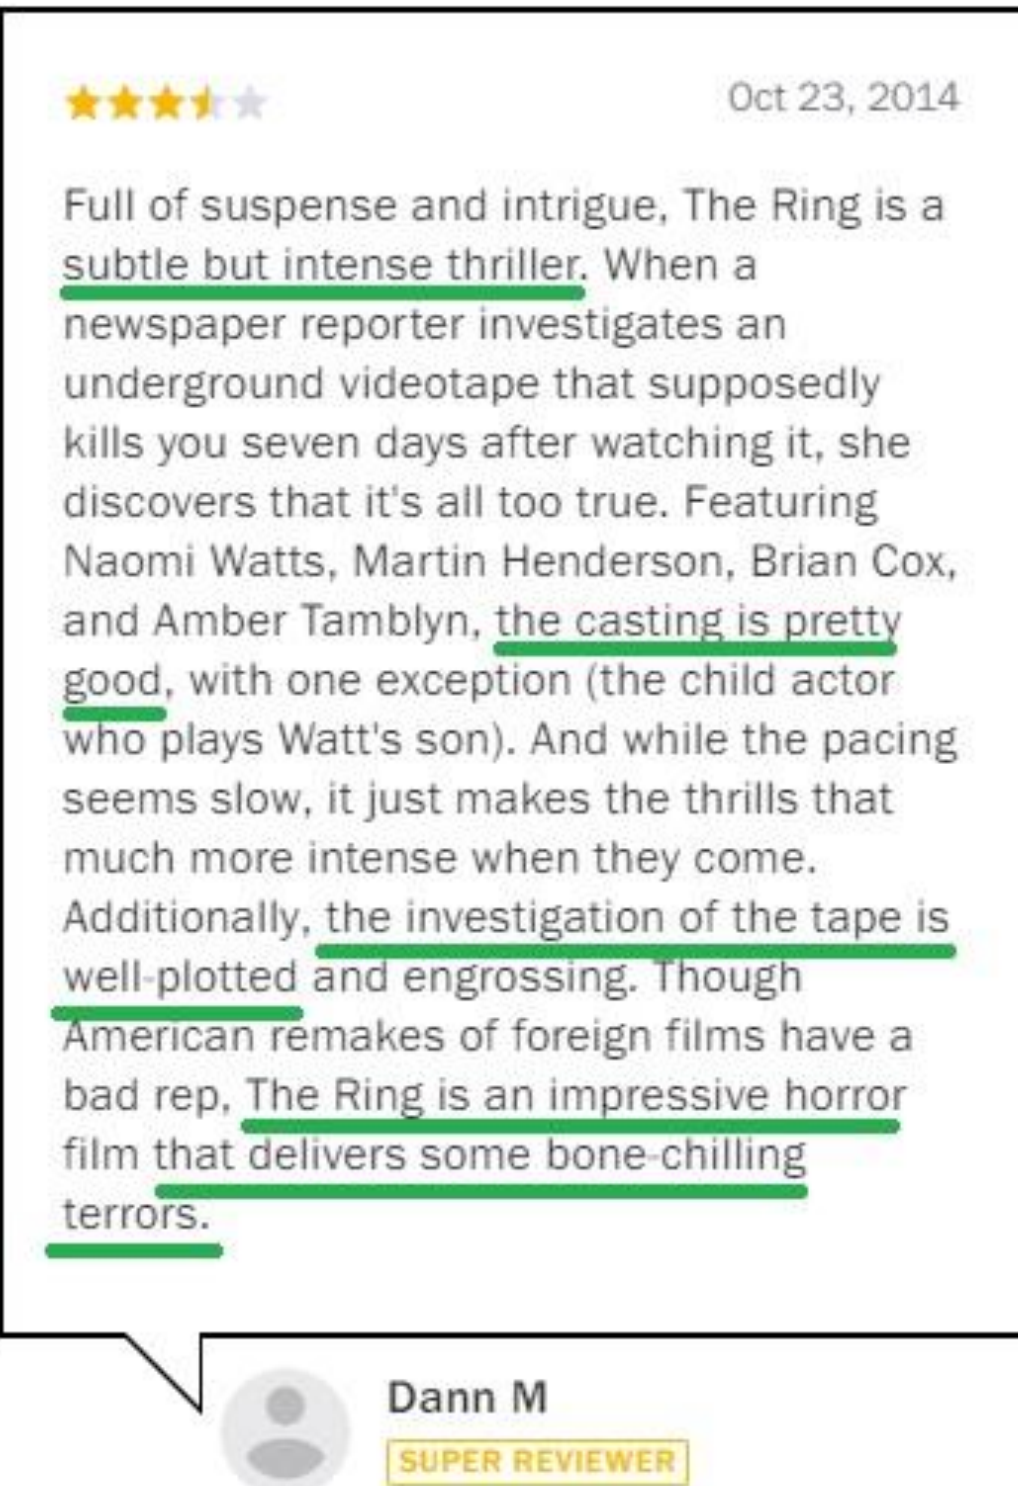 Oct 23, 2014
Full of suspense and intrigue, The Ring is a
subtle but intense thriller. When a
newspaper reporter investigates an
underground videotape that supposedly
kills you seven days after watching it, she
discovers that it's all too true. Featuring
Naomi Watts, Martin Henderson, Brian Cox,
and Amber Tamblyn, the casting is pretty
good, with one exception (the child actor
who plays Watt's son). And while the pacing
seems slow, it just makes the thrills that
much more intense when they come.
Additionally, the investigation of the tape is
well-plotted and engrossing. Though
American remakes of foreign films have a
bad rep, The Ring is an impressive horror
film that delivers some bone-chilling
terrors.
Dann M
SUPER REVIEWER